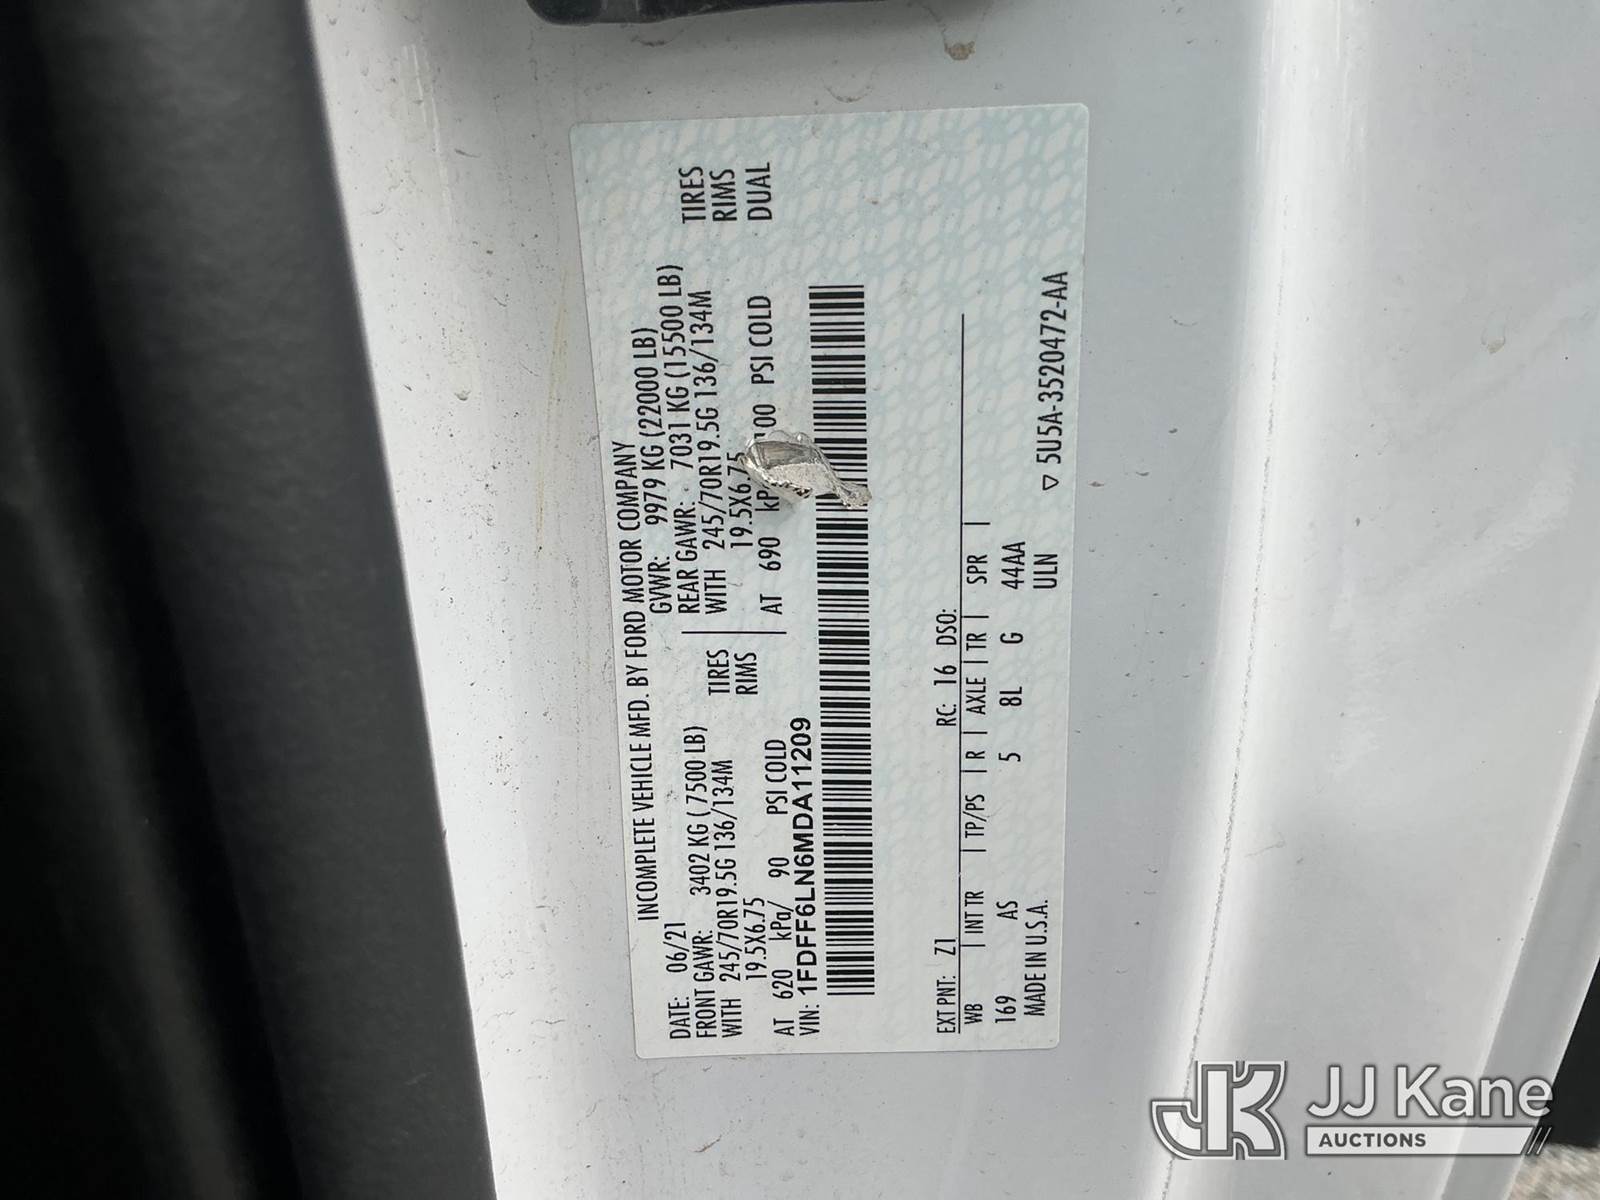 INCOMPLETE VEHICLE MFD. BY FORD MOTOR COMPANY
DATE: 06/21 GVWR: 9979 KG (22000 LB)
FRONT GAWR: 3402 KG ( 7500 LB) REAR GAWR: 7031 KG (15500 LB)
WITH 245/70R19.5G 136/134M TIRES WITH 245/70R19.5G 136/134M TIRES
19.5X6.75 RIMS 19.5X6.75 RIMS
AT 620 kPa/ 90 PSI COLD AT 690 00 PSI COLD DUAL
VIN: 1FDFF6LN6MDA11209
EXT PNT: Z1 RC: 16 DSO:
WB | INT TR | TP/PS | R | AXLE | TR | SPR |
169 AS 5 8L G 44AA
MADE IN U.S.A. ULN
▽ 5U5A-3520472-AA
JK JJ Kane
AUCTIONS